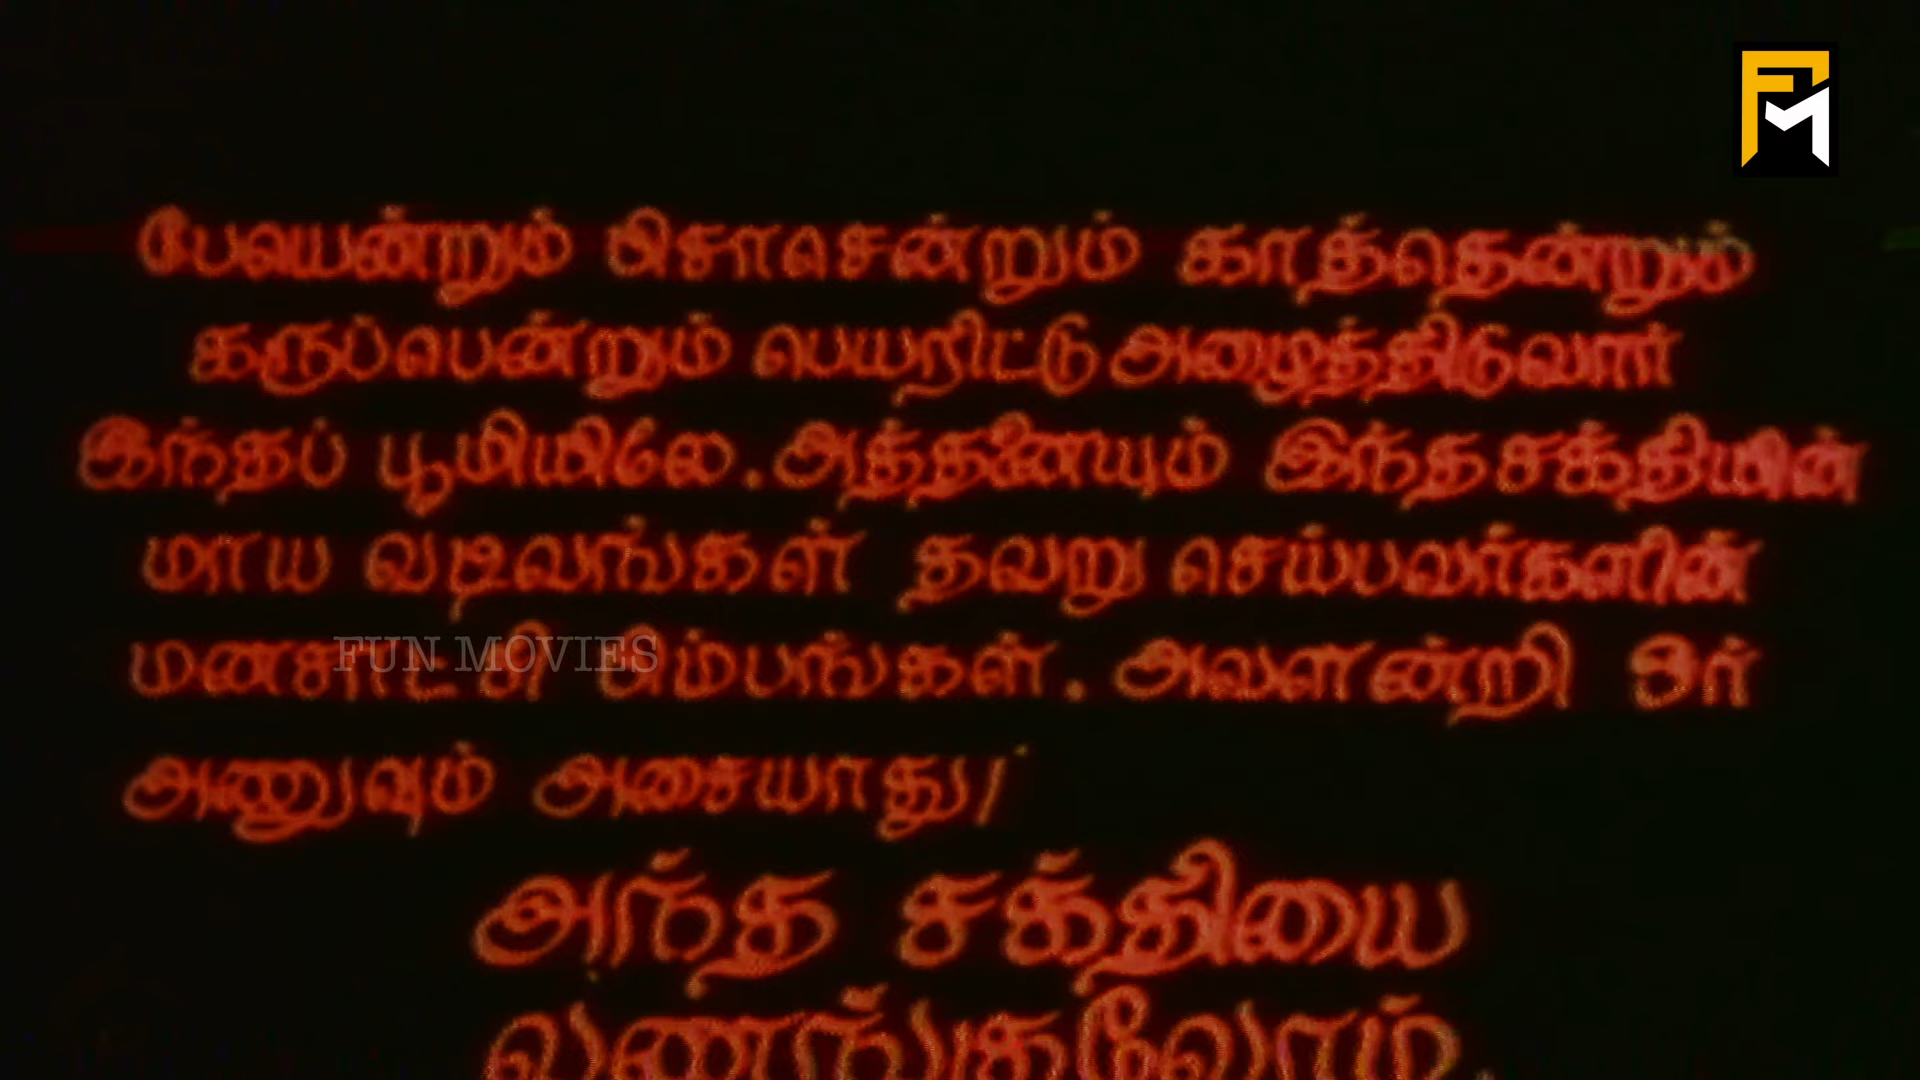 பேயென்றும் பிசாசென்றும் காத்தென்றும்
கருப்பென்றும் பெயரிட்டு அழைத்திடுவார்
இந்தப் பூமியிலே. அத்தனையும் இந்த சக்தியின்
மாய வடிவங்கள் தவறு செய்பவர்களின்
மனசாட்சி பிம்பங்கள். அவளன்றி ஓர்
அணுவும் அசையாது!
அந்த சக்தியை
வணங்குவோம்.
FUN MOVIES
FM